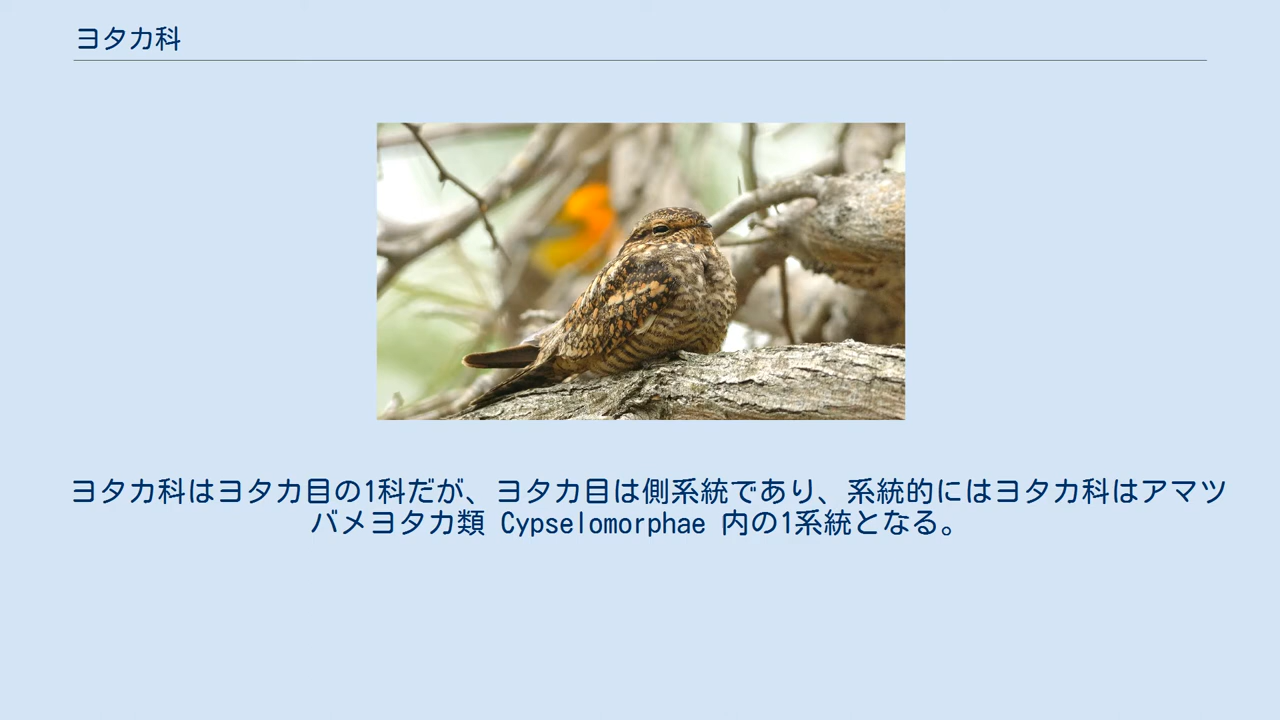 ヨタカ科
ヨタカ科はヨタカ目の1科だが、ヨタカ目は側系統であり、系統的にはヨタカ科はアマツ
バメヨタカ類 Cypselomorphae 内の1系統となる。